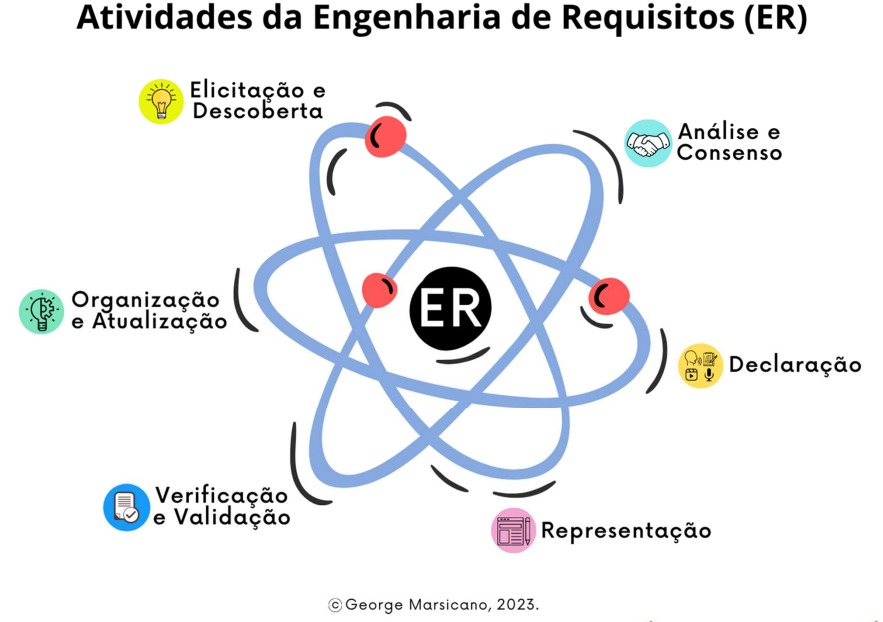 Atividades da Engenharia de Requisitos (ER)
Elicitação e
Descoberta
Análise e
Consenso
ER
Organização
e Atualização
Declaração
Verificação
e Validação
Representação
©George Marsicano, 2023.